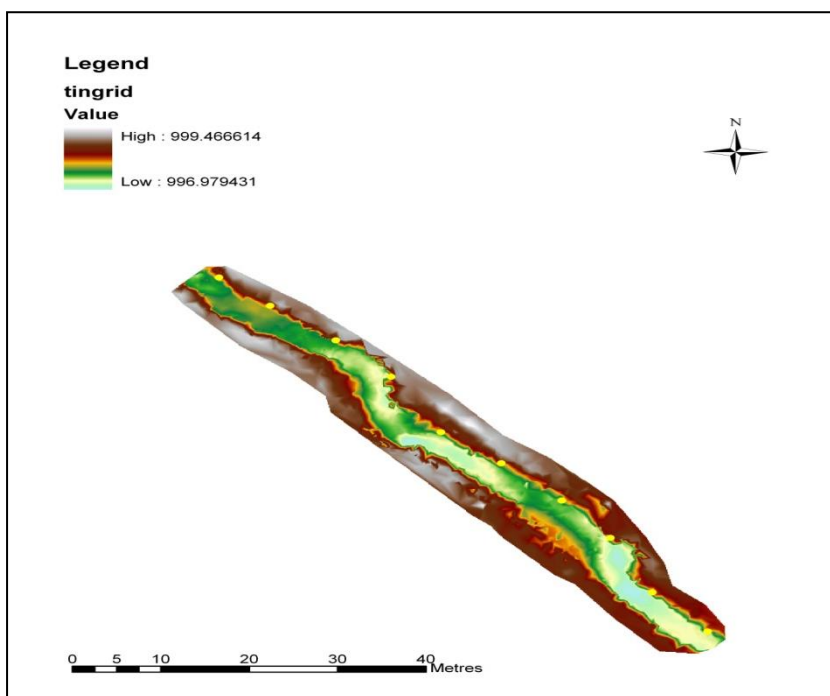 Legend
tingrid
Value
High : 999.466614
Low : 996.979431
N
0 5 10 20 30 40
Metres